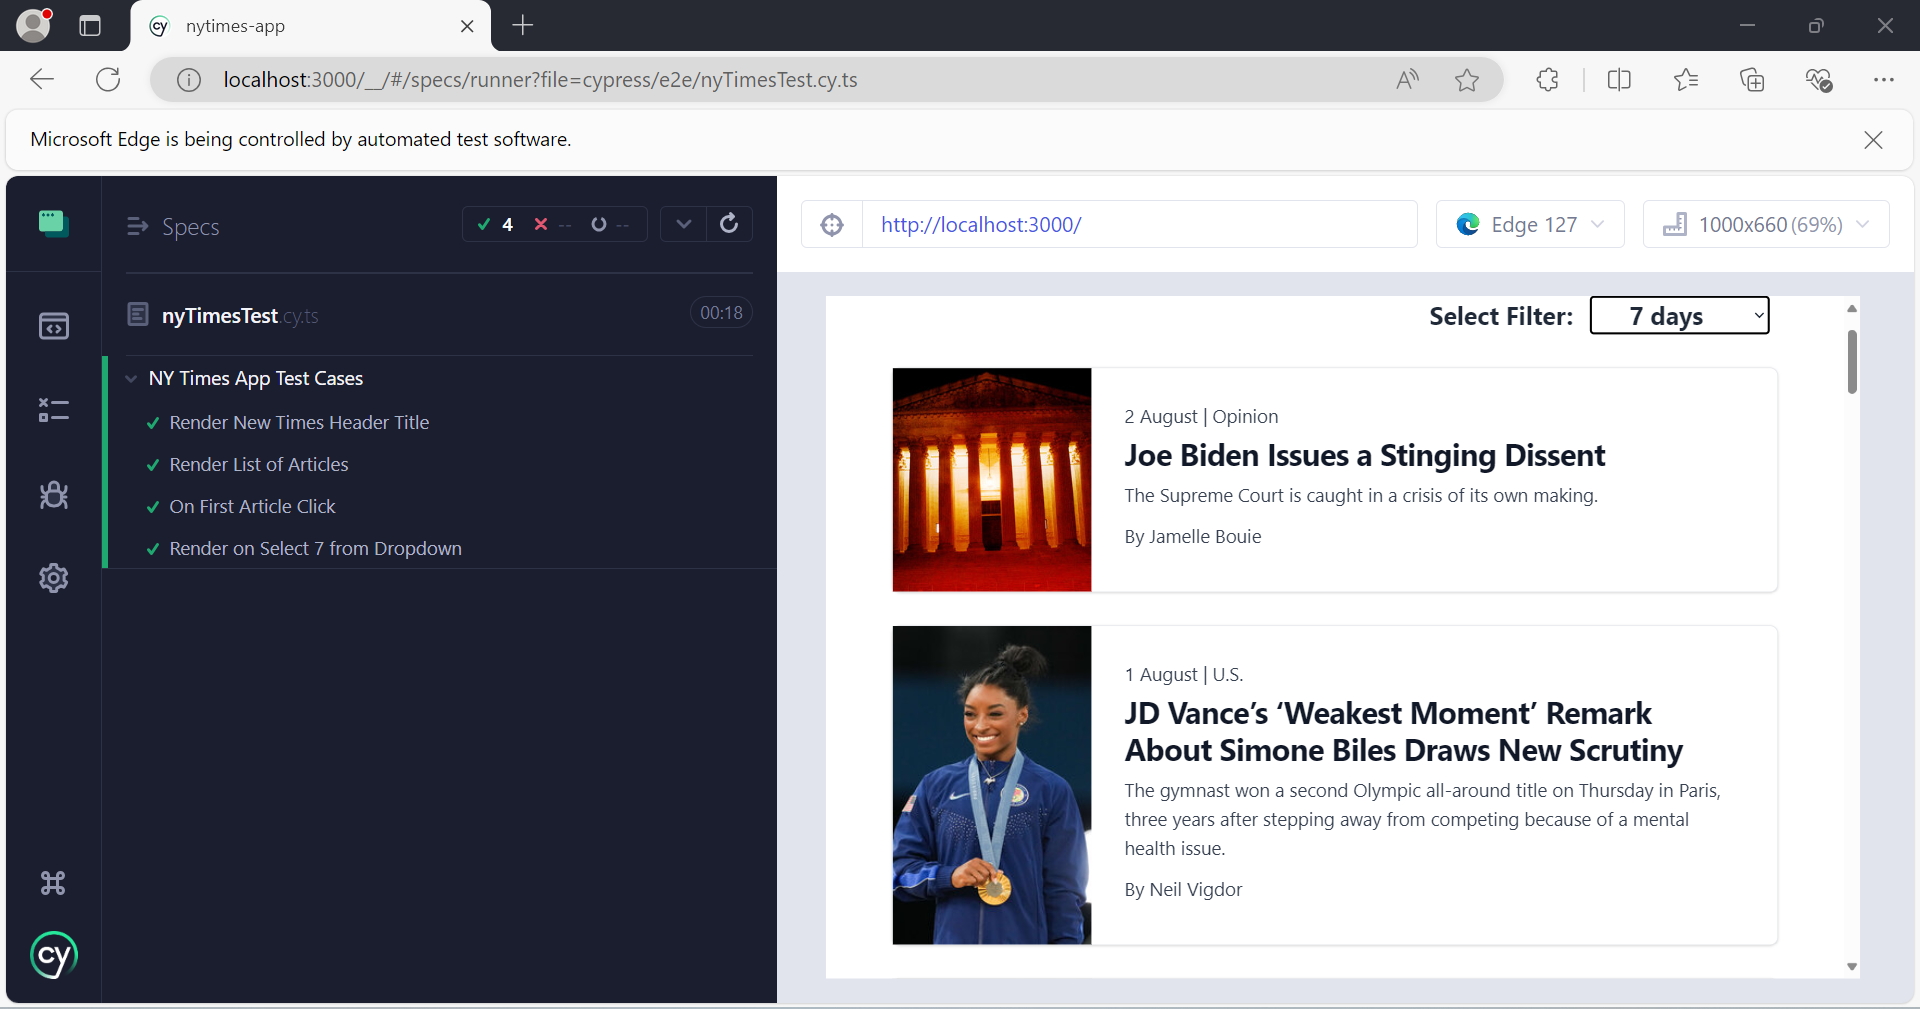 nytimes-app
localhost:3000/__/#/specs/runner?file=cypress/e2e/nyTimesTest.cy.ts
Microsoft Edge is being controlled by automated test software.
Specs
4 -- --
nyTimesTest.cy.ts
00:18
NY Times App Test Cases
Render New Times Header Title
Render List of Articles
On First Article Click
Render on Select 7 from Dropdown
cy
http://localhost:3000/
Edge 127
1000x660 (69%)
Select Filter: 7 days
2 August | Opinion
Joe Biden Issues a Stinging Dissent
The Supreme Court is caught in a crisis of its own making.
By Jamelle Bouie
1 August | U.S.
JD Vance’s ‘Weakest Moment’ Remark
About Simone Biles Draws New Scrutiny
The gymnast won a second Olympic all-around title on Thursday in Paris,
three years after stepping away from competing because of a mental
health issue.
By Neil Vigdor